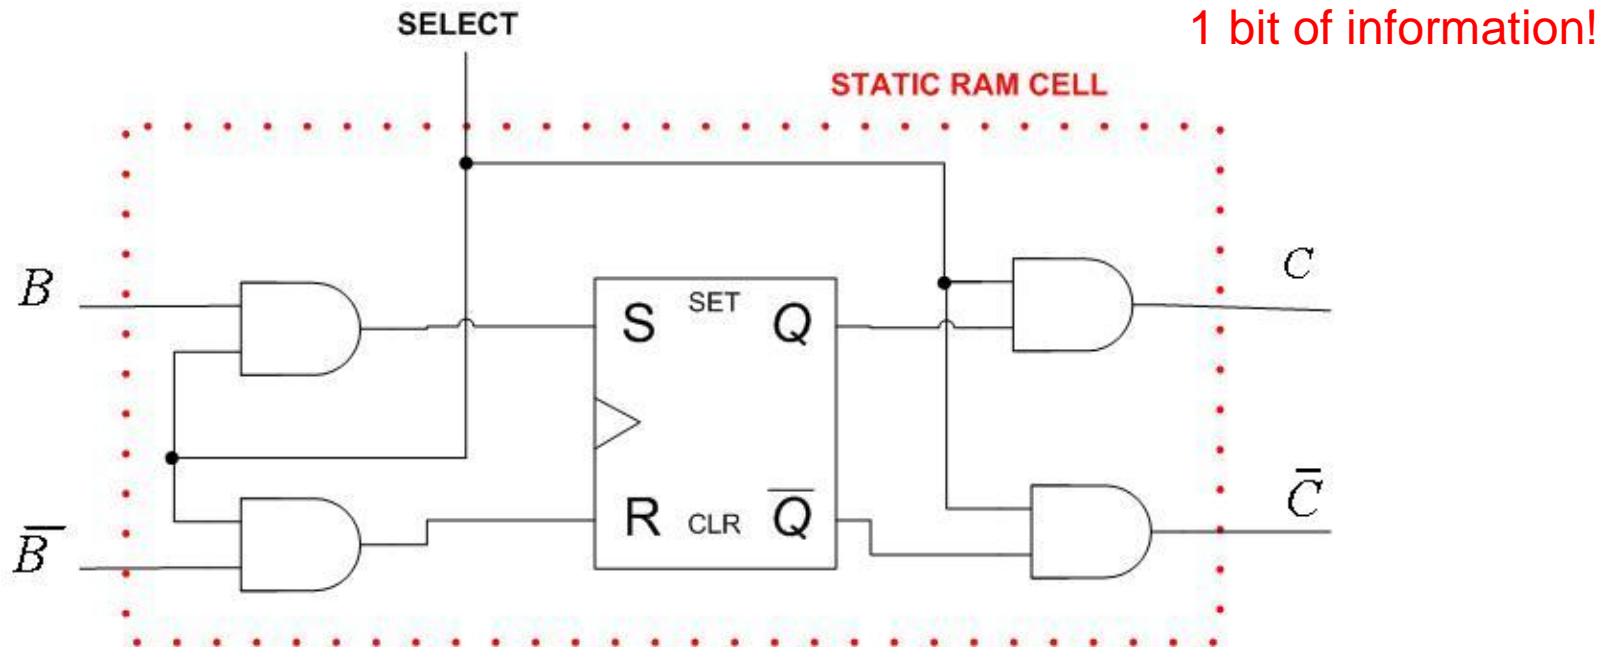 1 bit of information!
SELECT
STATIC RAM CELL
B
C
S SET Q
R CLR Q̅
B̅
C̅